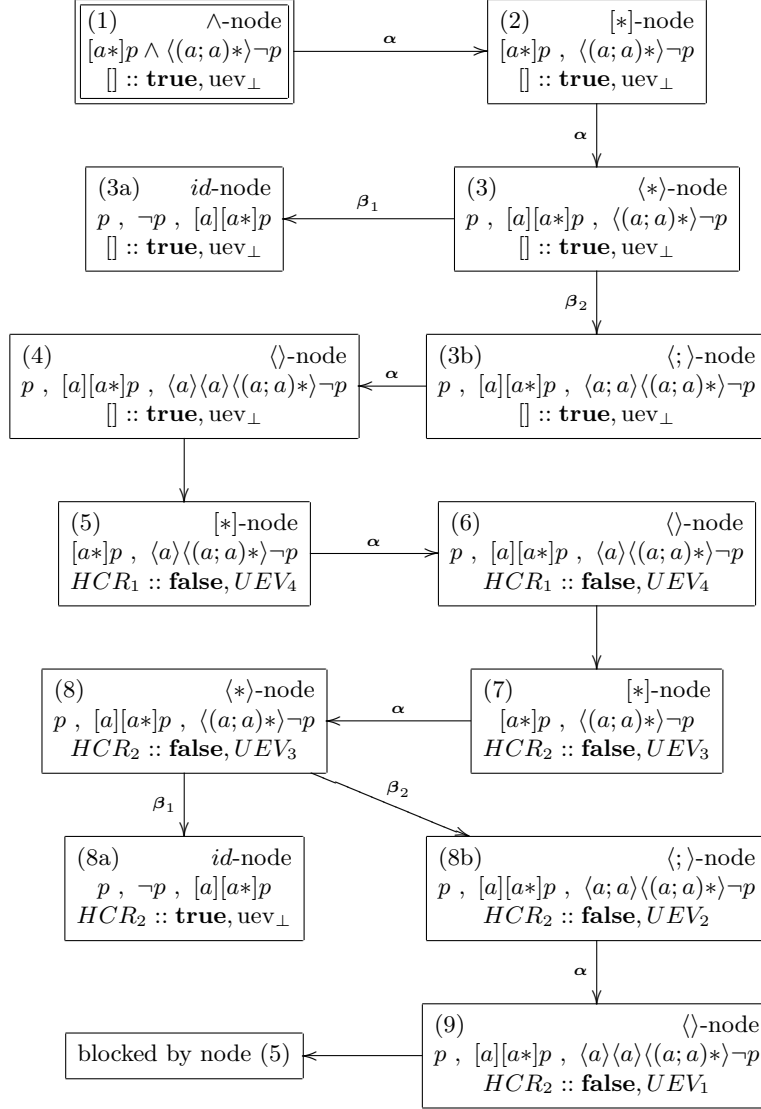 (1) ∧-node
[a∗]p ∧ ⟨(a; a)∗⟩¬p
[] :: true, uev⊥
α
(2) [∗]-node
[a∗]p , ⟨(a; a)∗⟩¬p
[] :: true, uev⊥
α
(3a) id-node
p , ¬p , [a][a∗]p
[] :: true, uev⊥
β1
(3) ⟨∗⟩-node
p , [a][a∗]p , ⟨(a; a)∗⟩¬p
[] :: true, uev⊥
β2
(4) ⟨⟩-node
p , [a][a∗]p , ⟨a⟩⟨a⟩⟨(a; a)∗⟩¬p
[] :: true, uev⊥
α
(3b) ⟨; ⟩-node
p , [a][a∗]p , ⟨a; a⟩⟨(a; a)∗⟩¬p
[] :: true, uev⊥
(5) [∗]-node
[a∗]p , ⟨a⟩⟨(a; a)∗⟩¬p
HCR1 :: false, UEV4
α
(6) ⟨⟩-node
p , [a][a∗]p , ⟨a⟩⟨(a; a)∗⟩¬p
HCR1 :: false, UEV4
(8) ⟨∗⟩-node
p , [a][a∗]p , ⟨(a; a)∗⟩¬p
HCR2 :: false, UEV3
α
(7) [∗]-node
[a∗]p , ⟨(a; a)∗⟩¬p
HCR2 :: false, UEV3
β1
β2
(8a) id-node
p , ¬p , [a][a∗]p
HCR2 :: true, uev⊥
(8b) ⟨; ⟩-node
p , [a][a∗]p , ⟨a; a⟩⟨(a; a)∗⟩¬p
HCR2 :: false, UEV2
α
(9) ⟨⟩-node
p , [a][a∗]p , ⟨a⟩⟨a⟩⟨(a; a)∗⟩¬p
HCR2 :: false, UEV1
blocked by node (5)